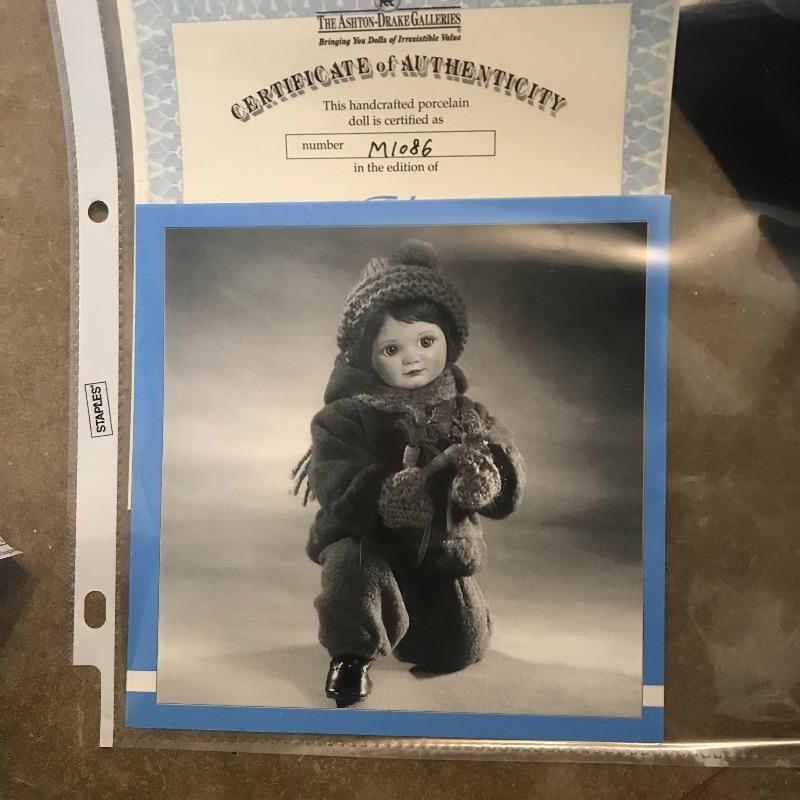 THE ASHTON-DRAKE GALLERIES
Bringing You Dolls of Irresistible Value
CERTIFICATE of AUTHENTICITY
This handcrafted porcelain
doll is certified as
number M1086
in the edition of
STAPLES